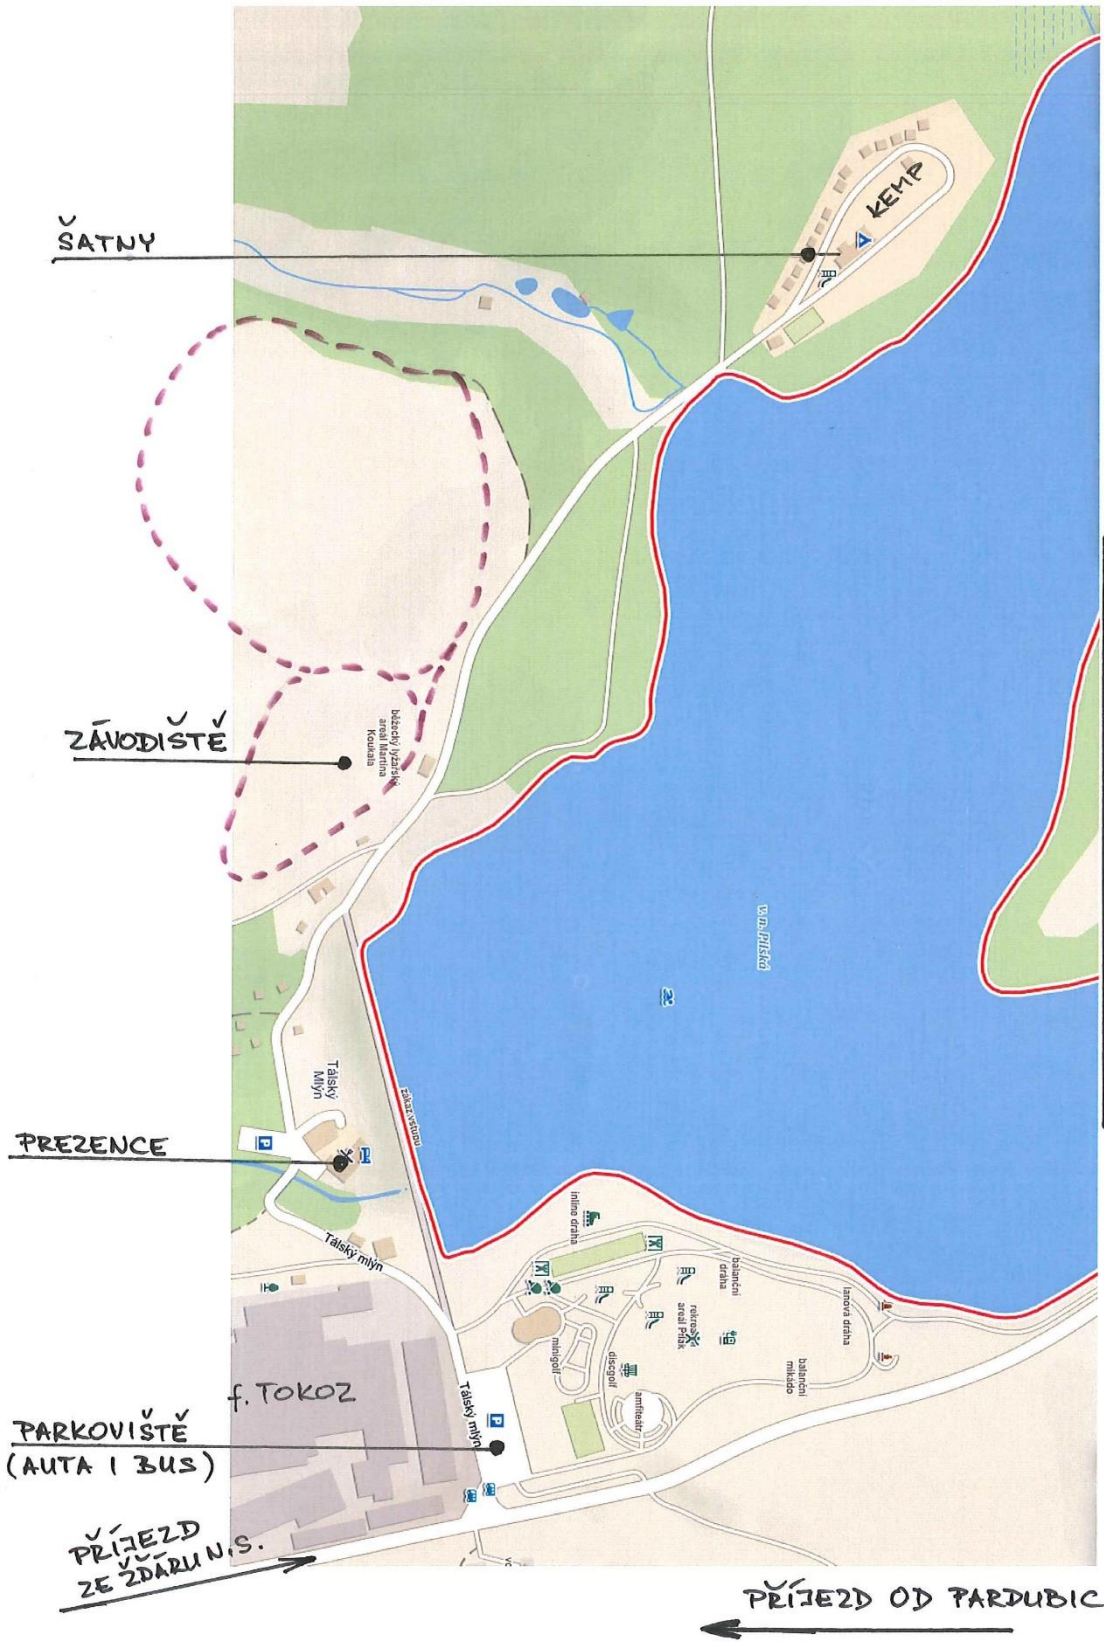 KEMP
ŠATNY
ZÁVODIŠTĚ
běžecký lyžařský
areál Martina
Koukala
v. n. Pilská
Tálský
Mlýn
zákaz vstupu
PREZENCE
P
Tálský mlýn
inline dráha
balanční
dráha
lanová dráha
rekreační
areál Pilák
balanční
mikádo
minigolf
discgolf
amfiteátr
Tálský mlýn
P
f. TOKOZ
PARKOVIŠTĚ
(AUTA I BUS)
PŘÍJEZD
ZE ŽĎÁRU N.S.
PŘÍJEZD OD PARDUBIC